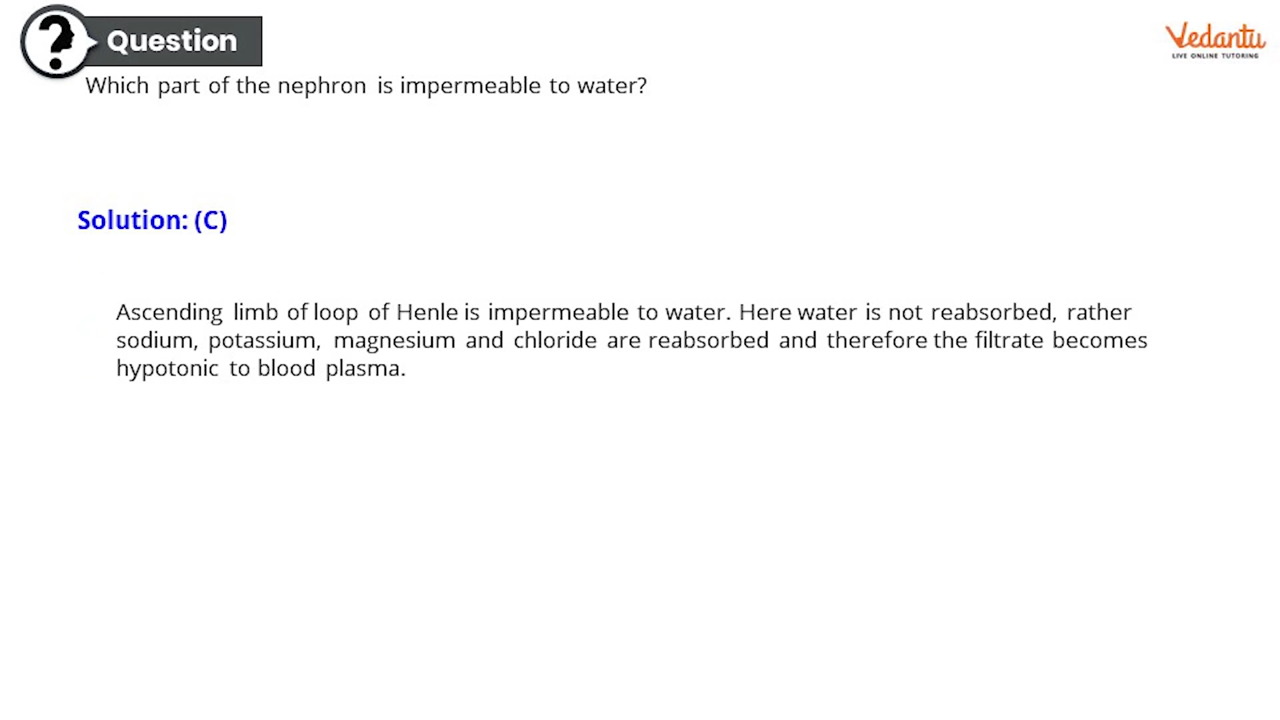 Question
Vedantu
LIVE ONLINE TUTORING
Which part of the nephron is impermeable to water?
Solution: (C)
Ascending limb of loop of Henle is impermeable to water. Here water is not reabsorbed, rather
sodium, potassium, magnesium and chloride are reabsorbed and therefore the filtrate becomes
hypotonic to blood plasma.